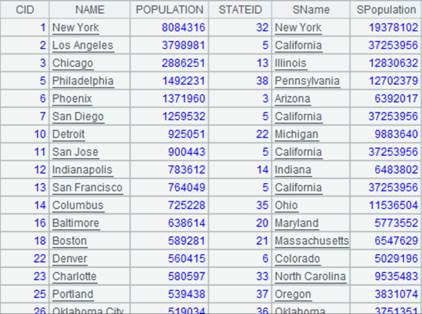 CID NAME POPULATION STATEID SName SPopulation
1 New York 8084316 32 New York 19378102
2 Los Angeles 3798981 5 California 37253956
3 Chicago 2886251 13 Illinois 12830632
5 Philadelphia 1492231 38 Pennsylvania 12702379
6 Phoenix 1371960 3 Arizona 6392017
7 San Diego 1259532 5 California 37253956
10 Detroit 925051 22 Michigan 9883640
11 San Jose 900443 5 California 37253956
12 Indianapolis 783612 14 Indiana 6483802
13 San Francisco 764049 5 California 37253956
14 Columbus 725228 35 Ohio 11536504
16 Baltimore 638614 20 Maryland 5773552
18 Boston 589281 21 Massachusetts 6547629
22 Denver 560415 6 Colorado 5029196
23 Charlotte 580597 33 North Carolina 9535483
25 Portland 539438 37 Oregon 3831074
26 Oklahoma City 519034 36 Oklahoma 3751351